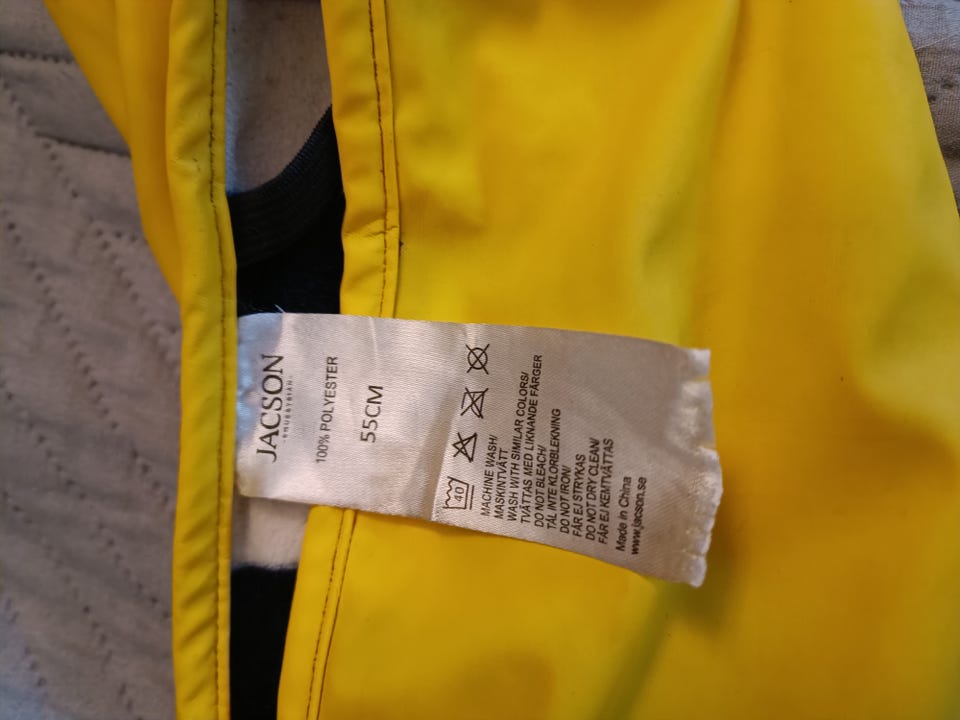 JACSON
100% POLYESTER
55CM
40
MACHINE WASH/
MASKINTVÄTT
WASH WITH SIMILAR COLORS/
TVÄTTAS MED LIKNANDE FÄRGER
DO NOT BLEACH/
TÅL INTE KLORBLEKNING
DO NOT IRON/
FÅR EJ STRYKAS
DO NOT DRY CLEAN/
FÅR EJ KEMTVÄTTAS
Made in China
www.jacson.se